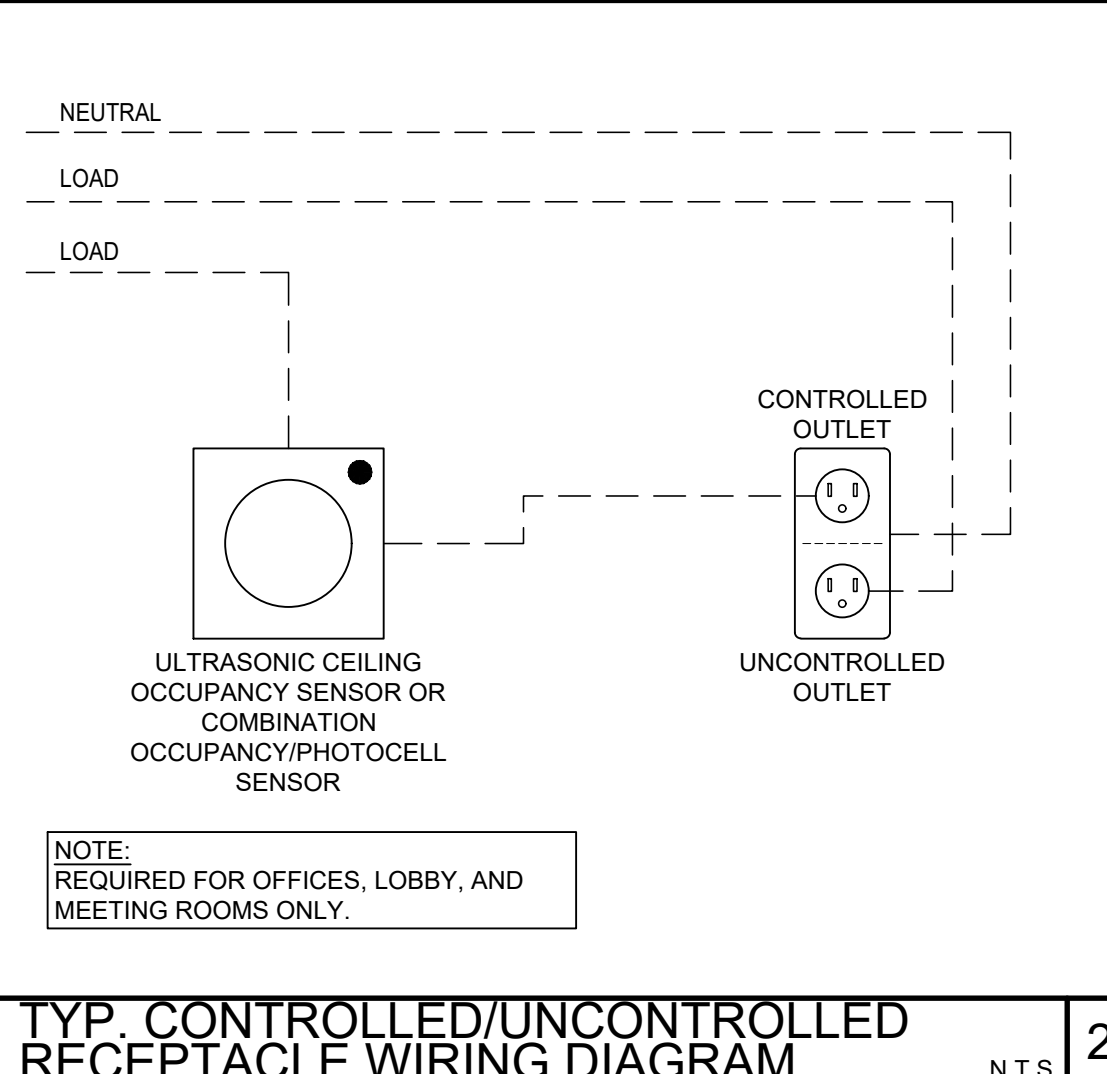 NEUTRAL
LOAD
LOAD
CONTROLLED
OUTLET
ULTRASONIC CEILING
OCCUPANCY SENSOR OR
COMBINATION
OCCUPANCY/PHOTOCELL
SENSOR
UNCONTROLLED
OUTLET
NOTE:
REQUIRED FOR OFFICES, LOBBY, AND
MEETING ROOMS ONLY.
TYP. CONTROLLED/UNCONTROLLED
RECEPTACLE WIRING DIAGRAM
N.T.S
2